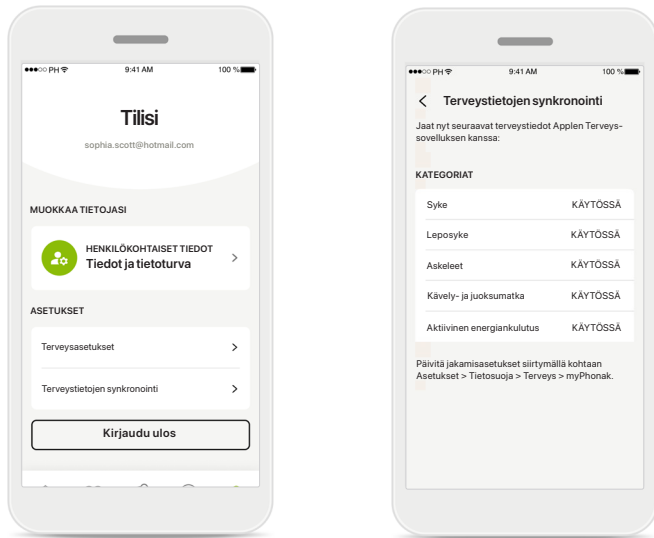 ●●●○○ PH 9:41 AM 100 %
Tilisi
sophia.scott@hotmail.com
MUOKKAA TIETOJASI
HENKILÖKOHTAISET TIEDOT
Tiedot ja tietoturva
ASETUKSET
Terveysasetukset
Terveystietojen synkronointi
Kirjaudu ulos
●●●○○ PH 9:41 AM 100 %
Terveystietojen synkronointi
Jaat nyt seuraavat terveystiedot Applen Terveys-
sovelluksen kanssa:
KATEGORIAT
Syke KÄYTÖSSÄ
Leposyke KÄYTÖSSÄ
Askeleet KÄYTÖSSÄ
Kävely- ja juoksumatka KÄYTÖSSÄ
Aktiivinen energiankulutus KÄYTÖSSÄ
Päivitä jakamisasetukset siirtymällä kohtaan
Asetukset > Tietosuoja > Terveys > myPhonak.